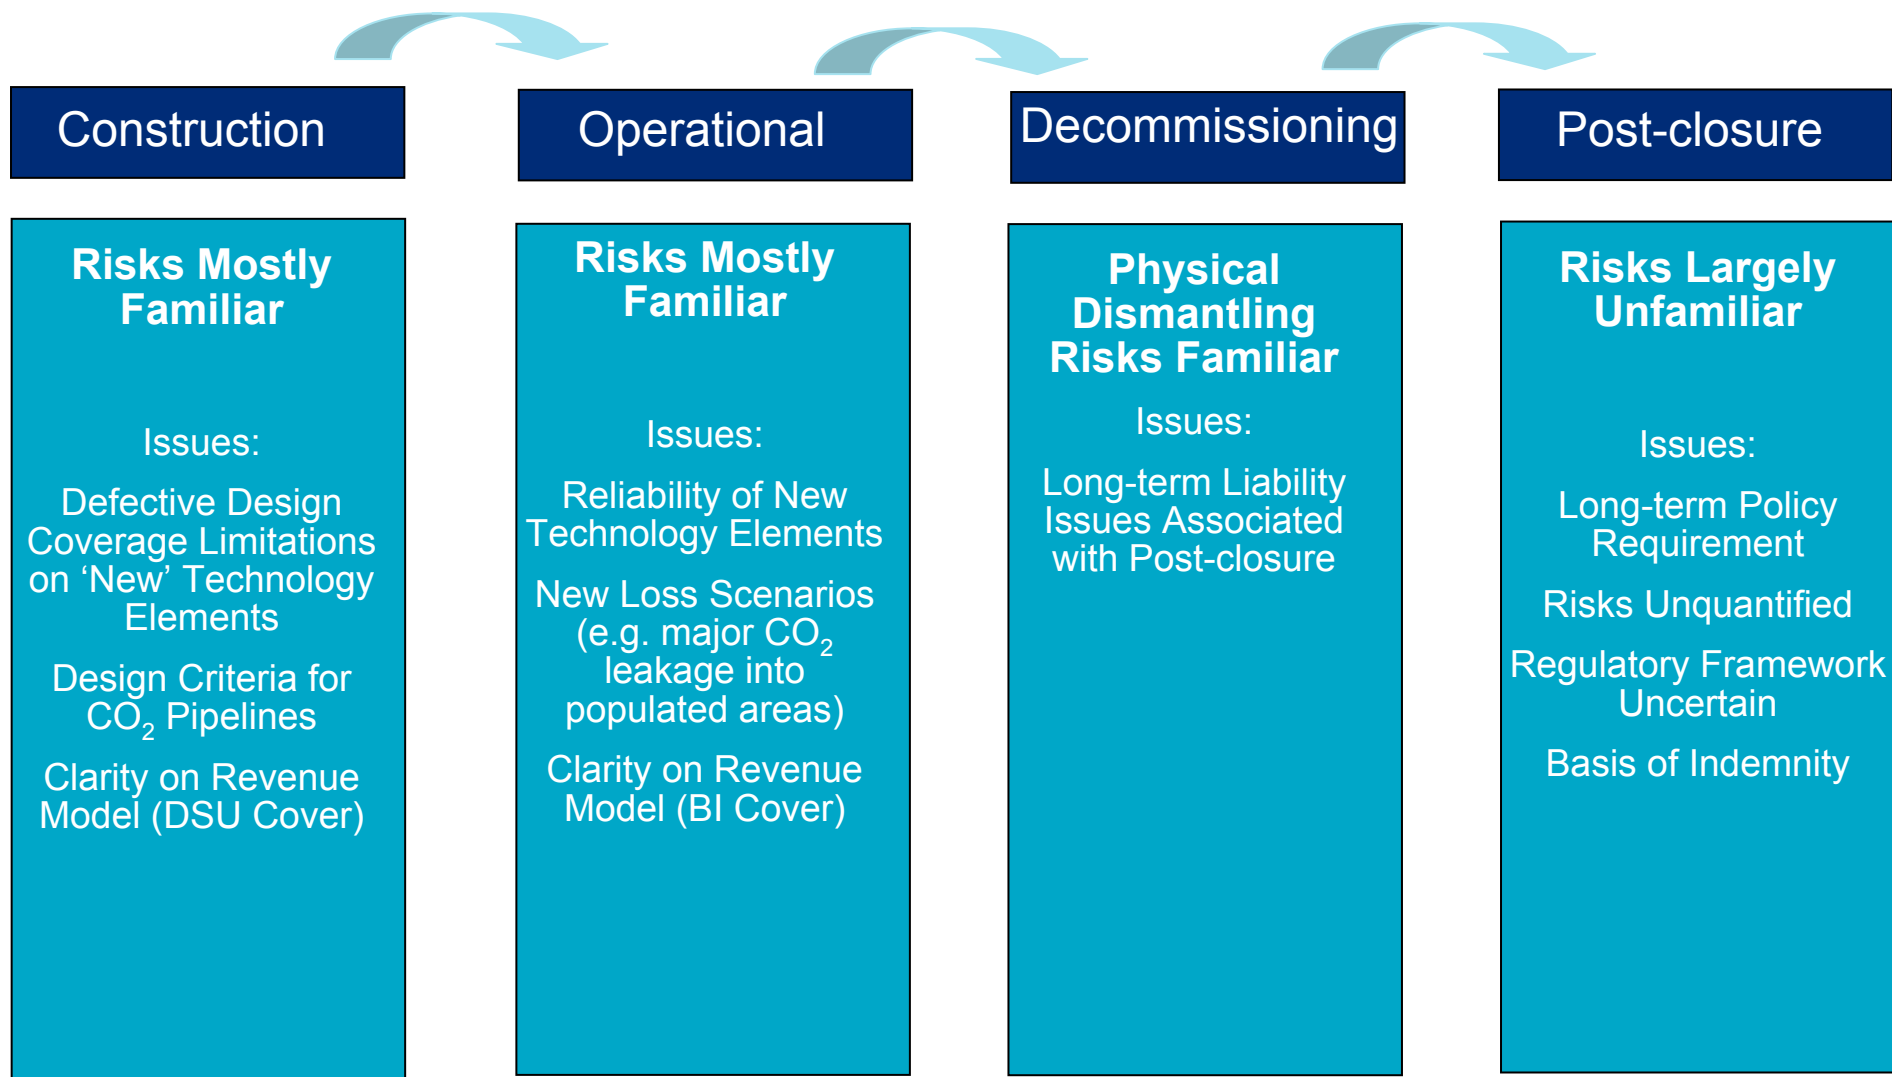 Construction
Risks Mostly
Familiar
Issues:
Defective Design
Coverage Limitations
on ‘New’ Technology
Elements
Design Criteria for
CO₂ Pipelines
Clarity on Revenue
Model (DSU Cover)
Operational
Risks Mostly
Familiar
Issues:
Reliability of New
Technology Elements
New Loss Scenarios
(e.g. major CO₂
leakage into
populated areas)
Clarity on Revenue
Model (BI Cover)
Decommissioning
Physical
Dismantling
Risks Familiar
Issues:
Long-term Liability
Issues Associated
with Post-closure
Post-closure
Risks Largely
Unfamiliar
Issues:
Long-term Policy
Requirement
Risks Unquantified
Regulatory Framework
Uncertain
Basis of Indemnity